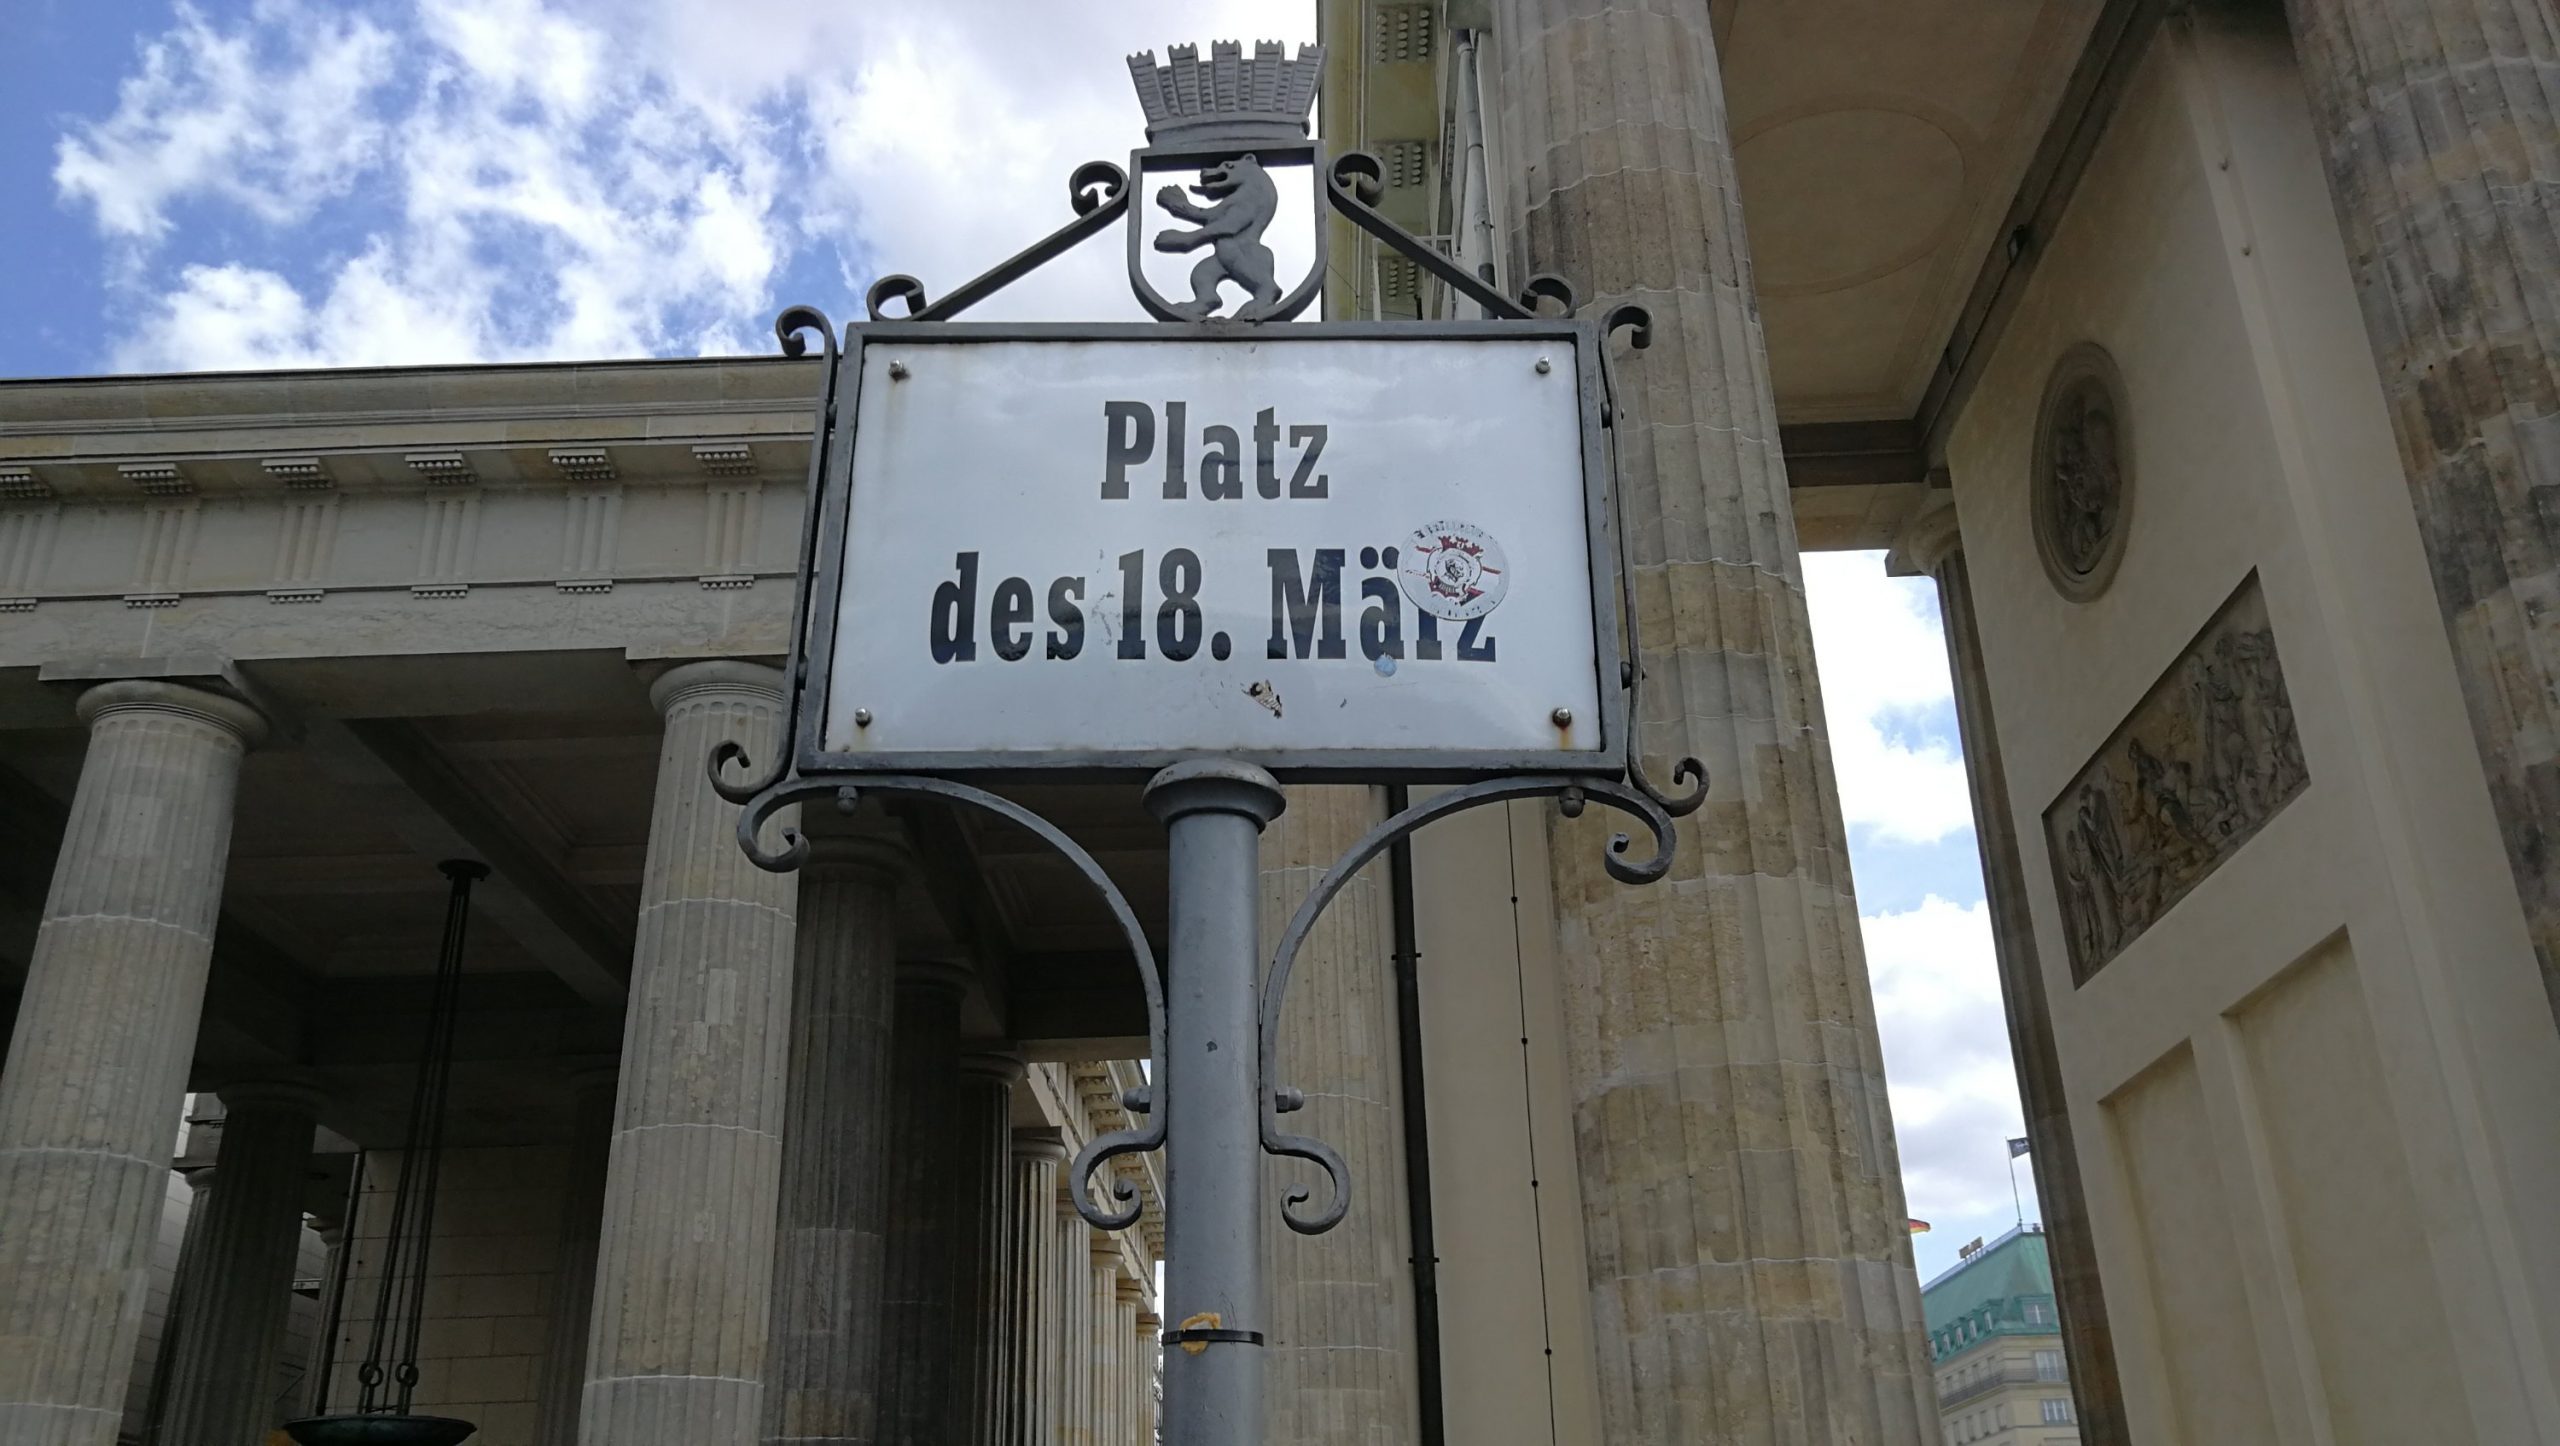 Platz
des 18. März